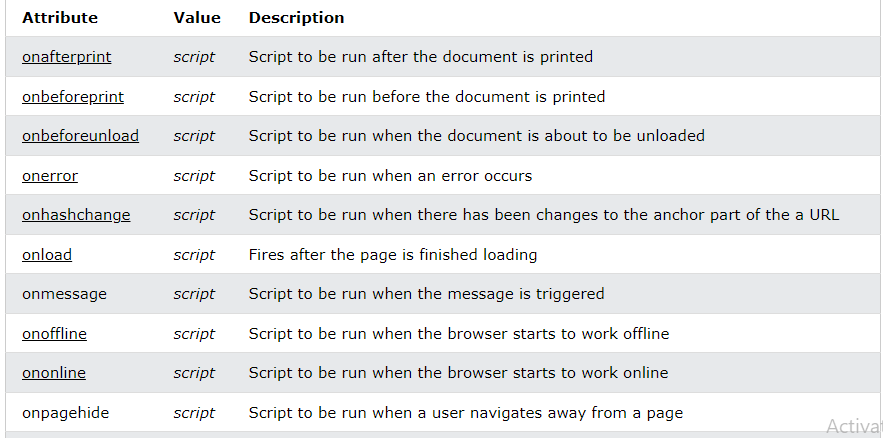 Attribute Value Description
onafterprint script Script to be run after the document is printed
onbeforeprint script Script to be run before the document is printed
onbeforeunload script Script to be run when the document is about to be unloaded
onerror script Script to be run when an error occurs
onhashchange script Script to be run when there has been changes to the anchor part of the a URL
onload script Fires after the page is finished loading
onmessage script Script to be run when the message is triggered
onoffline script Script to be run when the browser starts to work offline
ononline script Script to be run when the browser starts to work online
onpagehide script Script to be run when a user navigates away from a page